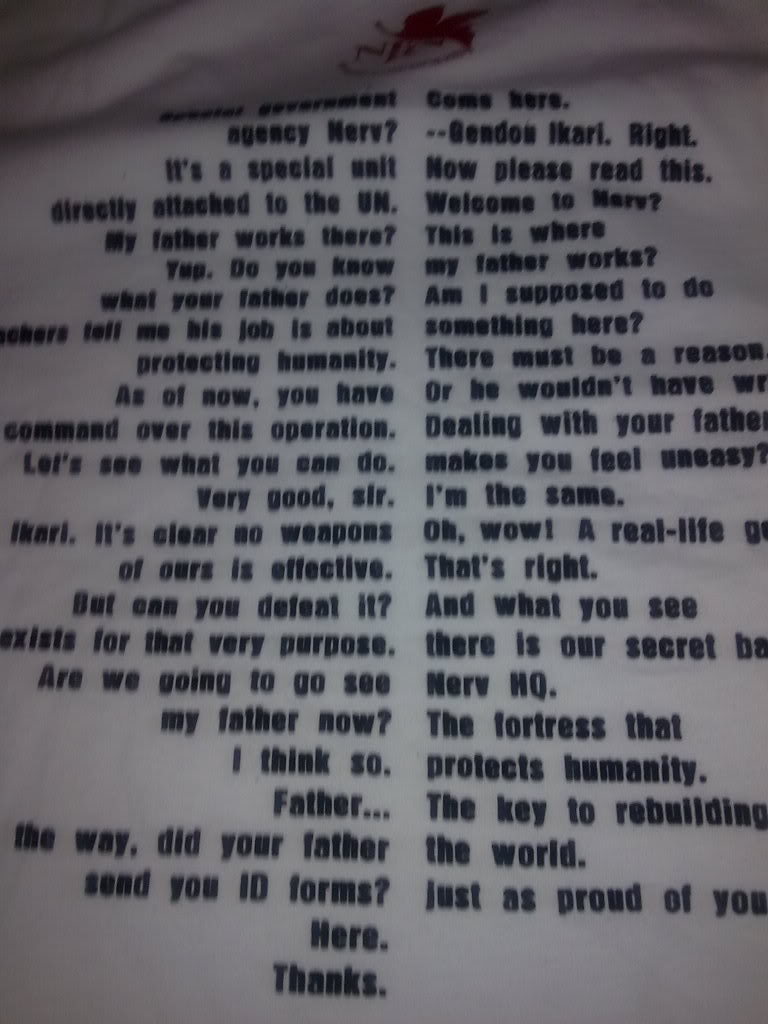 NERV
government
agency Nerv?
It's a special unit
directly attached to the UN.
My father works there?
Yup. Do you know
what your father does?
tell me his job is about
protecting humanity.
As of now, you have
command over this operation.
Let's see what you can do.
Very good, sir.
Ikari. It's clear no weapons
of ours is effective.
But can you defeat it?
exists for that very purpose.
Are we going to go see
my father now?
I think so.
Father...
the way, did your father
send you ID forms?
Here.
Thanks.
Come here.
--Gendou Ikari. Right.
Now please read this.
Welcome to Nerv?
This is where
my father works?
Am I supposed to do
something here?
There must be a reason.
Or he wouldn't have
Dealing with your father
makes you feel uneasy?
I'm the same.
Oh, wow! A real-life
That's right.
And what you see
there is our secret
Nerv HQ.
The fortress that
protects humanity.
The key to rebuilding
the world.
just as proud of you